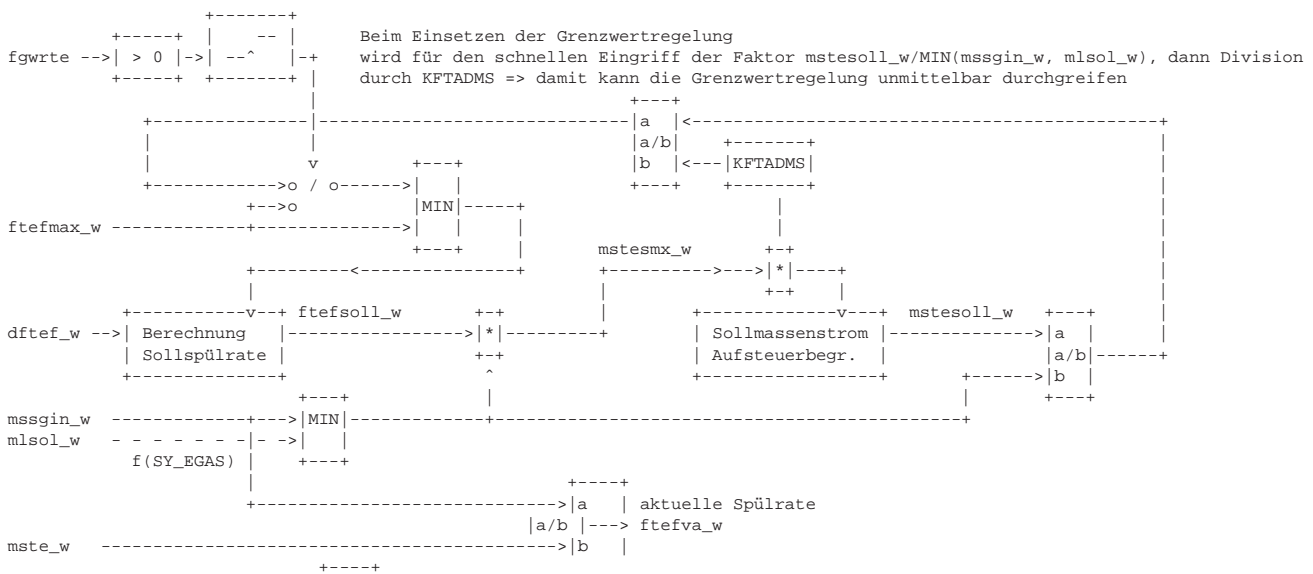 +-------+
             +-----+  |     -- |      Beim Einsetzen der Grenzwertregelung
fgwrte -->| > 0 |->| --ˆ     |-+    wird für den schnellen Eingriff der Faktor mstesoll_w/MIN(mssgin_w, mlsol_w), dann Division
             +-----+  +-------+ |    durch KFTADMS => damit kann die Grenzwertregelung unmittelbar durchgreifen
                                     |                                      +---+
                 +---------------|------------------------------|a  |<----------------------------------------------+
                 |               |                              |a/b|    +-------+                                  |
                 |               v         +---+                |b  |<---|KFTADMS|                                  |
                 +------------>o / o------>|   |                +---+    +-------+                                  |
                           +-->o           |MIN|-----+                        |                                     |
ftefmax_w -------------+-------------->|   |     |                        |                                     |
                                           +---+     |       mstesmx_w       +-+                                    |
                           +---------<---------------+       +---------->--->|*|----+                               |
                           |                                 |               +-+    |                               |
               +-----------v--+ ftefsoll_w       +-+         |        +-------------v---+  mstesoll_w   +---+       |
dftef_w -->| Berechnung   |----------------->|*|---------+        | Sollmassenstrom |-------------->|a  |       |
               | Sollspülrate |                  +-+                  | Aufsteuerbegr.  |               |a/b|------+
               +--------------+                   ˆ                   +-----------------+       +------>|b  |
                               +---+              |                                             |       +---+
mssgin_w  -------------+-->|MIN|--------------+---------------------------------------------+
mlsol_w   - - - - - - -|- ->|   |
            f(SY_EGAS) |    +---+
                       |                              +----+
                       +----------------------------->|a   | aktuelle Spülrate
                                                  |a/b |---> ftefva_w
mste_w   -------------------------------------------->|b   |
                              +----+